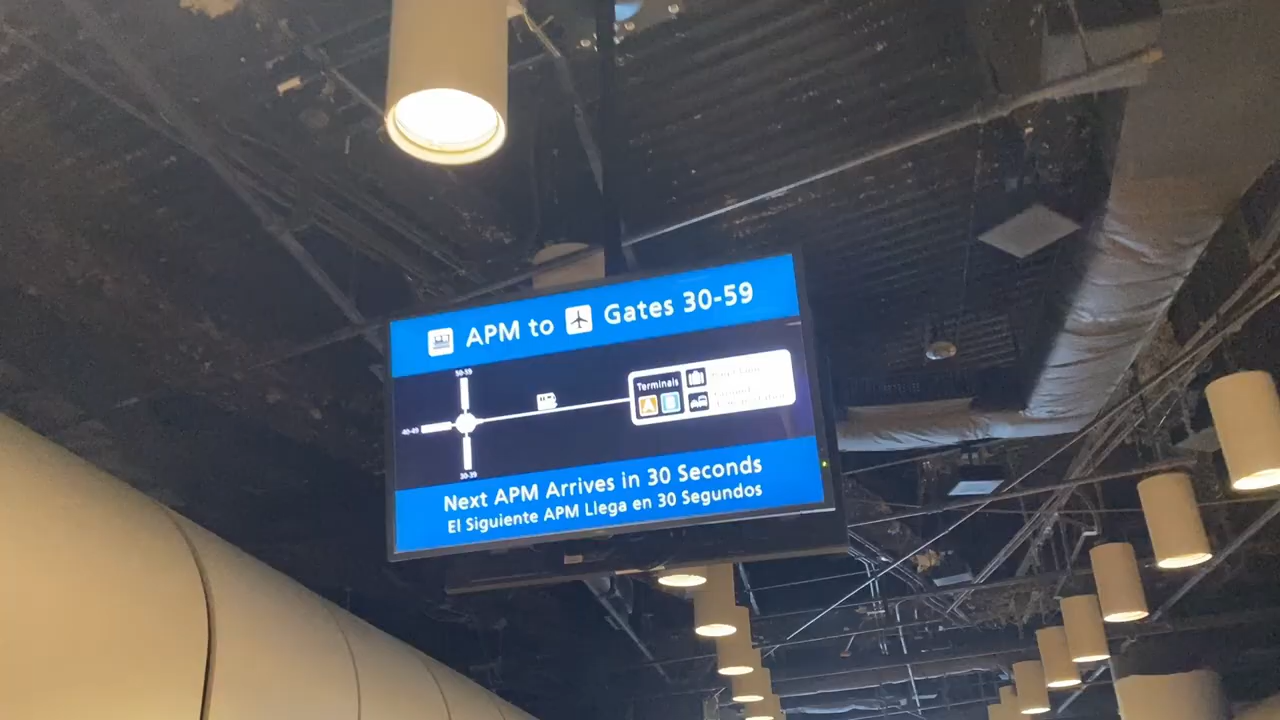 APM to Gates 30-59
50-59
Terminals
A B
40-49
30-39
Next APM Arrives in 30 Seconds
El Siguiente APM Llega en 30 Segundos